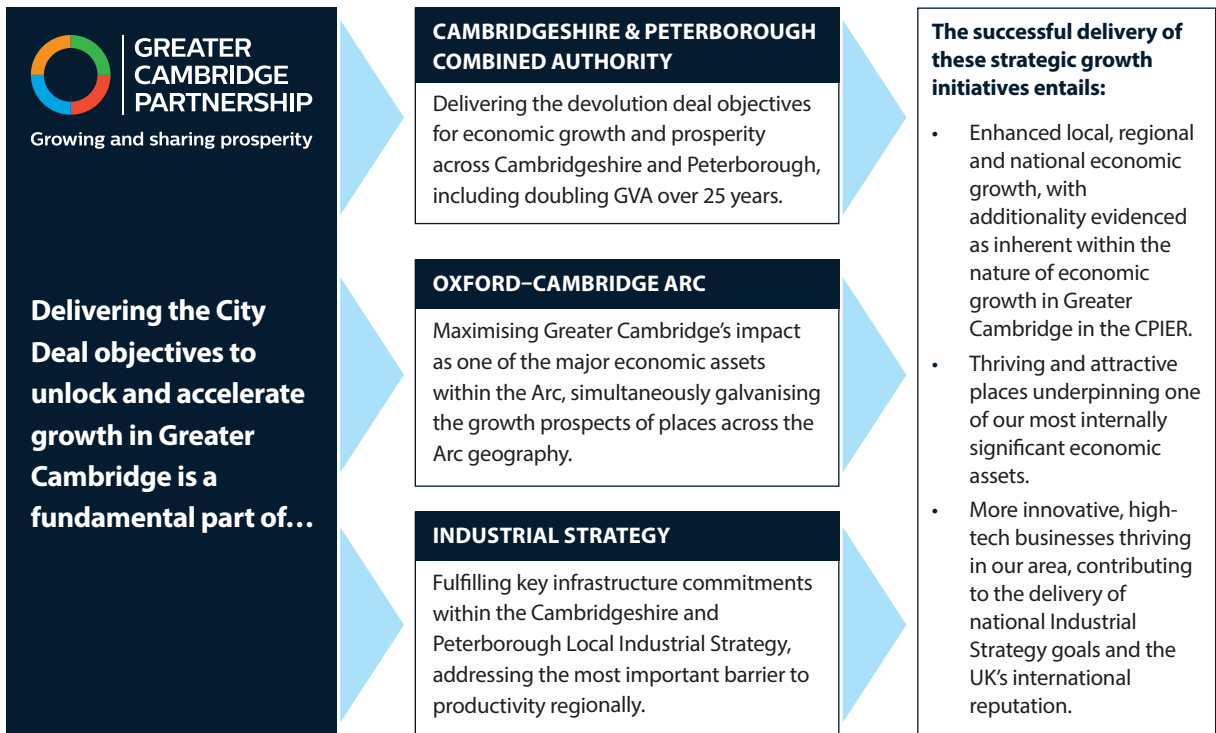 GREATER
CAMBRIDGE
PARTNERSHIP
Growing and sharing prosperity
Delivering the City
Deal objectives to
unlock and accelerate
growth in Greater
Cambridge is a
fundamental part of…
CAMBRIDGESHIRE & PETERBOROUGH
COMBINED AUTHORITY
Delivering the devolution deal objectives
for economic growth and prosperity
across Cambridgeshire and Peterborough,
including doubling GVA over 25 years.
OXFORD–CAMBRIDGE ARC
Maximising Greater Cambridge’s impact
as one of the major economic assets
within the Arc, simultaneously galvanising
the growth prospects of places across the
Arc geography.
INDUSTRIAL STRATEGY
Fulfilling key infrastructure commitments
within the Cambridgeshire and
Peterborough Local Industrial Strategy,
addressing the most important barrier to
productivity regionally.
The successful delivery of
these strategic growth
initiatives entails:
• Enhanced local, regional
and national economic
growth, with
additionality evidenced
as inherent within the
nature of economic
growth in Greater
Cambridge in the CPIER.
• Thriving and attractive
places underpinning one
of our most internally
significant economic
assets.
• More innovative, high-
tech businesses thriving
in our area, contributing
to the delivery of
national Industrial
Strategy goals and the
UK’s international
reputation.